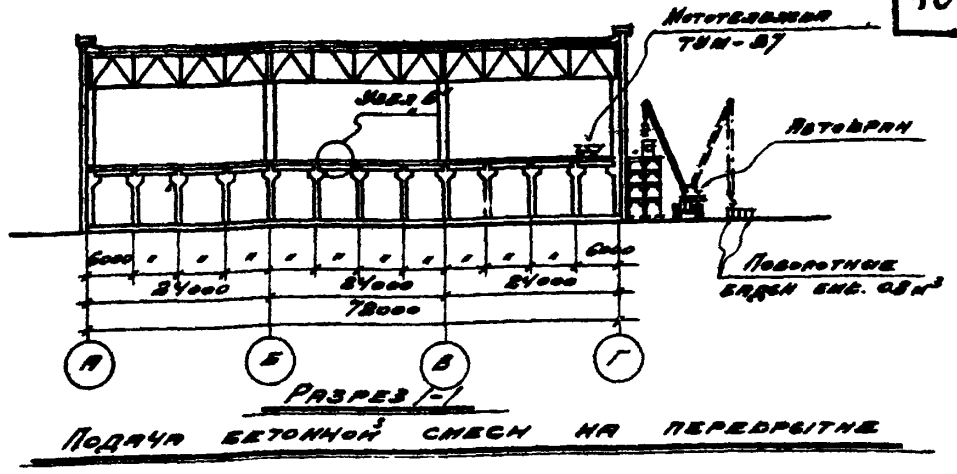 10
Мототележка
ТУМ-57
Узел Б
Автокран
6000 " " " " " " " " " " 6000
24000 24000 24000
72000
Поворотные
бадьи емк. 0.8 м³
А Б В Г
Разрез 1-1
Подача бетонной смеси на перекрытие